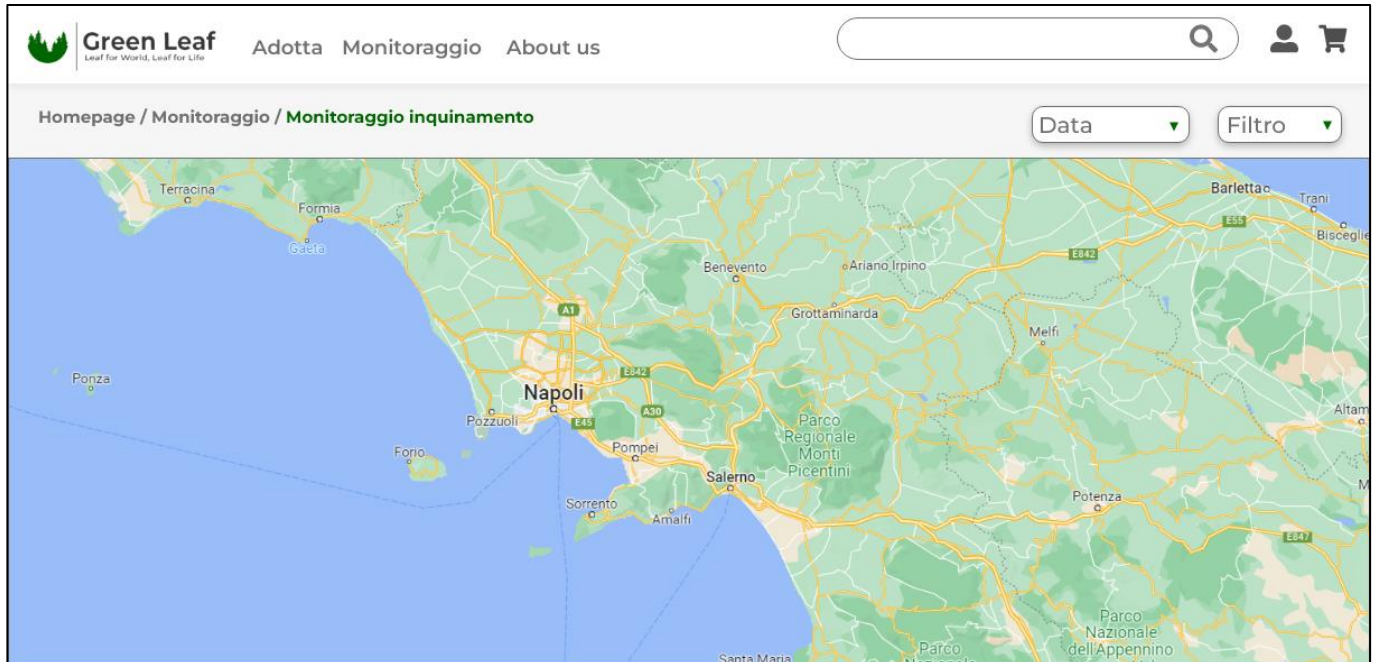 Green Leaf
Leaf for World, Leaf for Life
Adotta Monitoraggio About us
Homepage / Monitoraggio / Monitoraggio inquinamento
Data
Filtro
Terracina
Formia
Gaeta
Barletta
Trani
Bisceglie
E55
E842
Benevento
Ariano Irpino
A1
Grottaminarda
Melfi
Ponza
E842
Napoli
Pozzuoli
E45
A30
Altam
Parco
Regionale
Monti
Picentini
Forio
Pompei
Salerno
M
Sorrento
Amalfi
Potenza
E847
Parco
Nazionale
dell'Appennino
Santa Maria
Parco